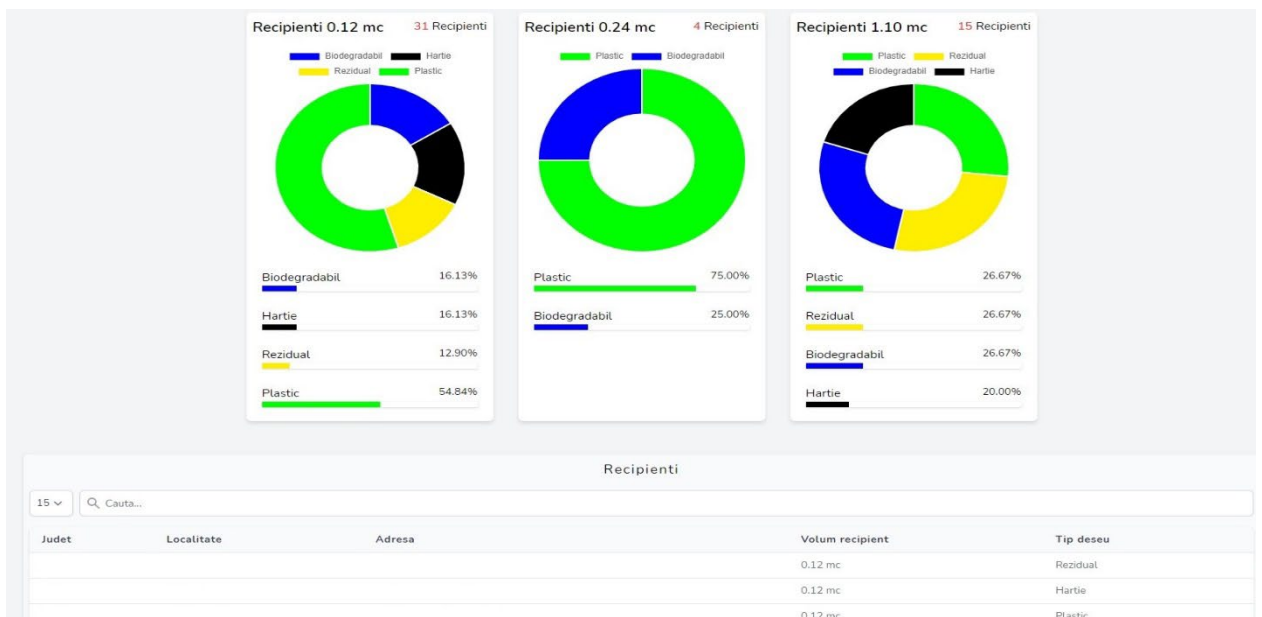 Recipienti 0.12 mc 31 Recipienti
Biodegradabil Hartie
Rezidual Plastic
Biodegradabil 16.13%
Hartie 16.13%
Rezidual 12.90%
Plastic 54.84%
Recipienti 0.24 mc 4 Recipienti
Plastic Biodegradabil
Plastic 75.00%
Biodegradabil 25.00%
Recipienti 1.10 mc 15 Recipienti
Plastic Rezidual
Biodegradabil Hartie
Plastic 26.67%
Rezidual 26.67%
Biodegradabil 26.67%
Hartie 20.00%
Recipienti
15 Cauta...
Judet Localitate Adresa Volum recipient Tip deseu
0.12 mc Rezidual
0.12 mc Hartie
0.12 mc Plastic